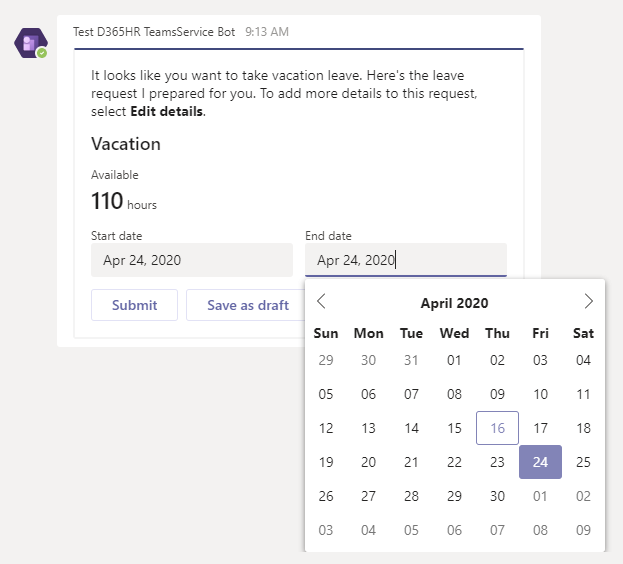 Test D365HR TeamsService Bot 9:13 AM
It looks like you want to take vacation leave. Here's the leave
request I prepared for you. To add more details to this request,
select Edit details.
Vacation
Available
110 hours
Start date End date
Apr 24, 2020 Apr 24, 2020
Submit Save as draft
April 2020
Sun Mon Tue Wed Thu Fri Sat
29 30 31 01 02 03 04
05 06 07 08 09 10 11
12 13 14 15 16 17 18
19 20 21 22 23 24 25
26 27 28 29 30 01 02
03 04 05 06 07 08 09